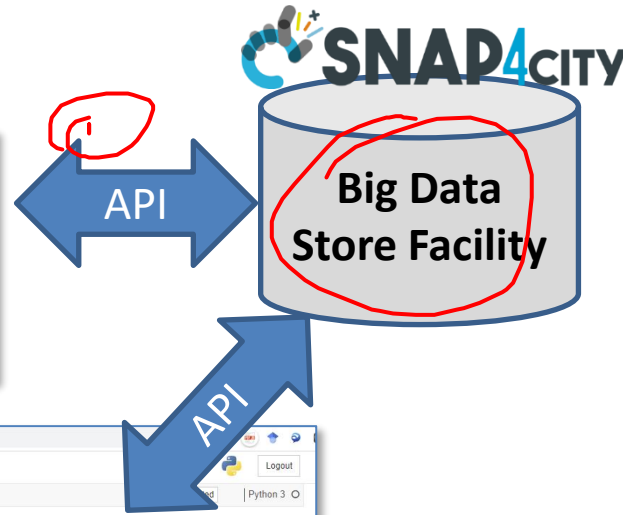 SNAP4CITY
API
Big Data
Store Facility
API
Logout
Python 3